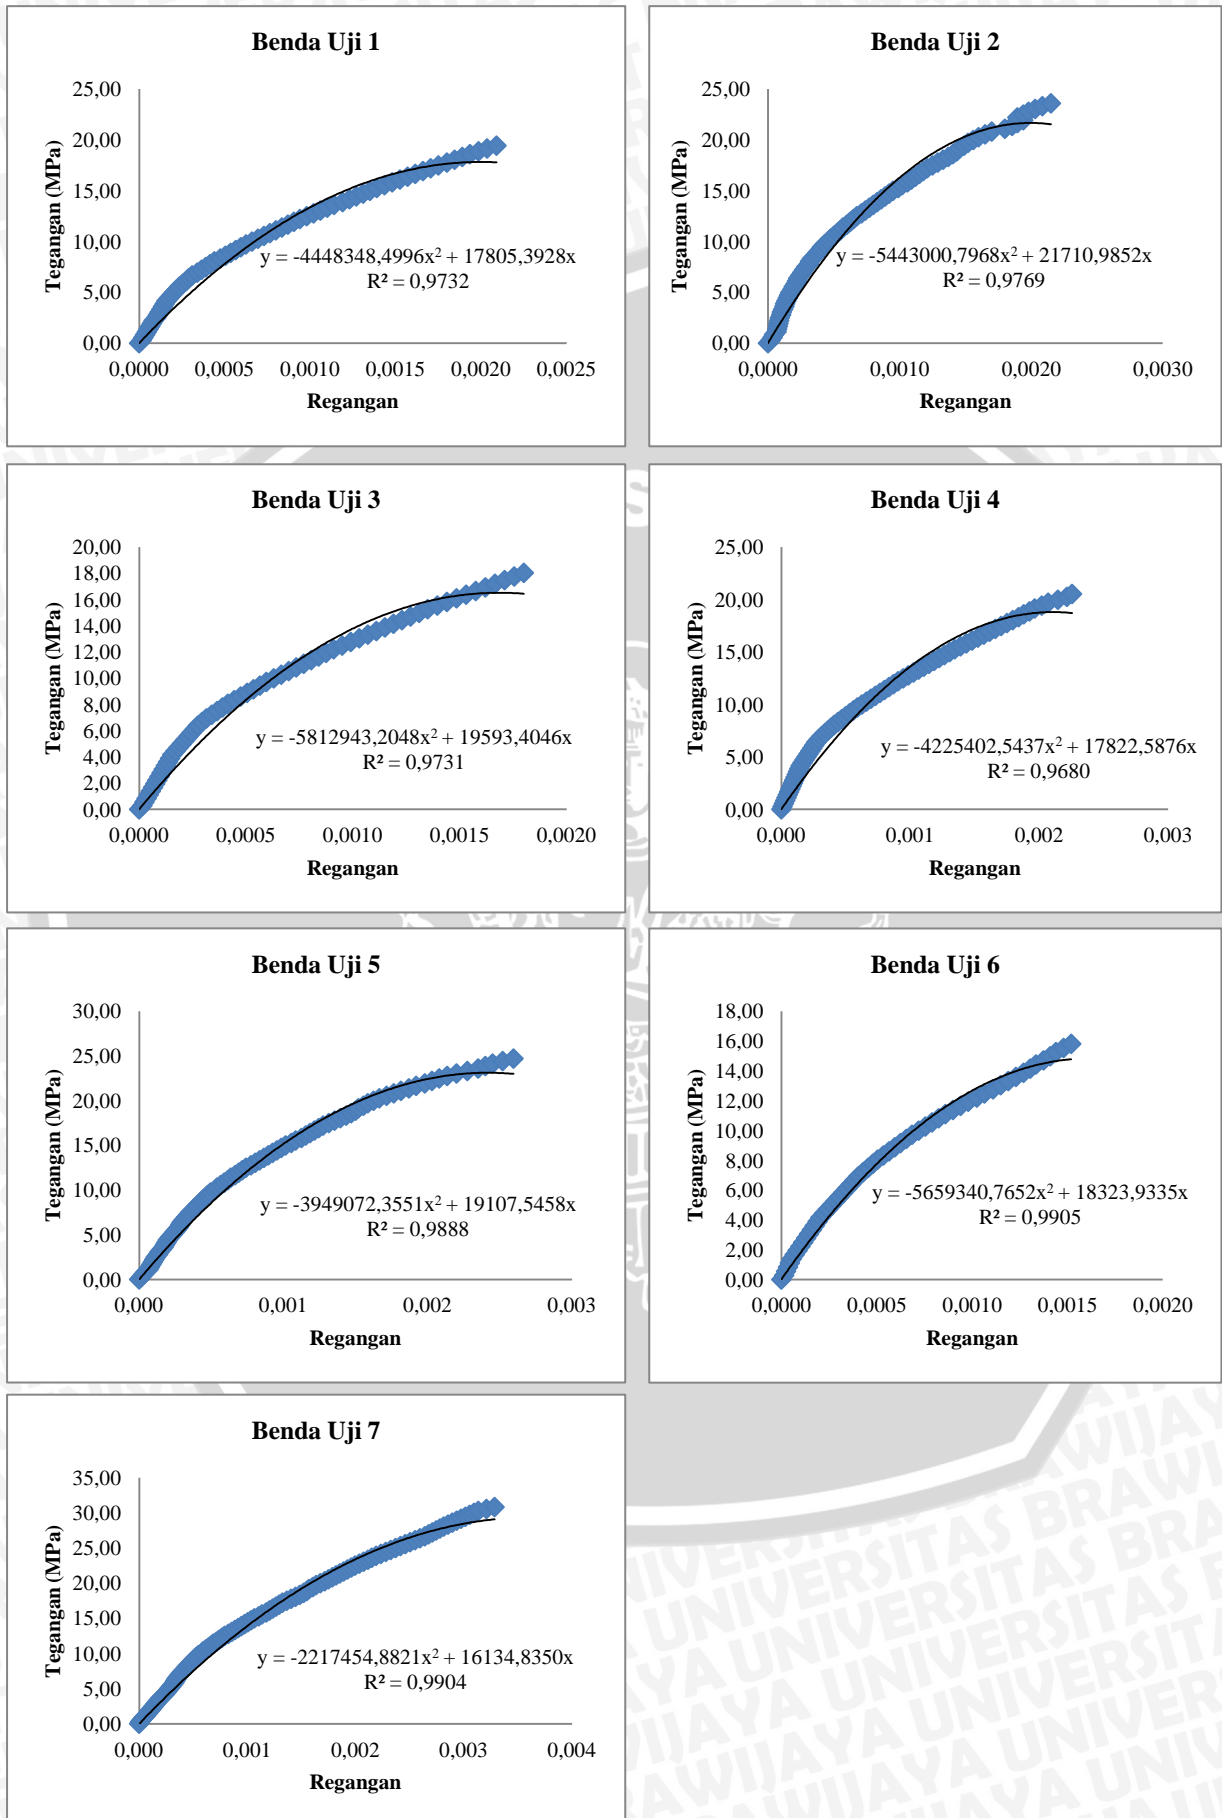 Benda Uji 1
25,00
20,00
15,00
10,00
5,00
0,00
Tegangan (MPa)
y = -4448348,4996x² + 17805,3928x
R² = 0,9732
0,0000 0,0005 0,0010 0,0015 0,0020 0,0025
Regangan
Benda Uji 2
25,00
20,00
15,00
10,00
5,00
0,00
Tegangan (MPa)
y = -5443000,7968x² + 21710,9852x
R² = 0,9769
0,0000 0,0010 0,0020 0,0030
Regangan
Benda Uji 3
20,00
18,00
16,00
14,00
12,00
10,00
8,00
6,00
4,00
2,00
0,00
Tegangan (MPa)
y = -5812943,2048x² + 19593,4046x
R² = 0,9731
0,0000 0,0005 0,0010 0,0015 0,0020
Regangan
Benda Uji 4
25,00
20,00
15,00
10,00
5,00
0,00
Tegangan (MPa)
y = -4225402,5437x² + 17822,5876x
R² = 0,9680
0,000 0,001 0,002 0,003
Regangan
Benda Uji 5
30,00
25,00
20,00
15,00
10,00
5,00
0,00
Tegangan (MPa)
y = -3949072,3551x² + 19107,5458x
R² = 0,9888
0,000 0,001 0,002 0,003
Regangan
Benda Uji 6
18,00
16,00
14,00
12,00
10,00
8,00
6,00
4,00
2,00
0,00
Tegangan (MPa)
y = -5659340,7652x² + 18323,9335x
R² = 0,9905
0,0000 0,0005 0,0010 0,0015 0,0020
Regangan
Benda Uji 7
35,00
30,00
25,00
20,00
15,00
10,00
5,00
0,00
Tegangan (MPa)
y = -2217454,8821x² + 16134,8350x
R² = 0,9904
0,000 0,001 0,002 0,003 0,004
Regangan